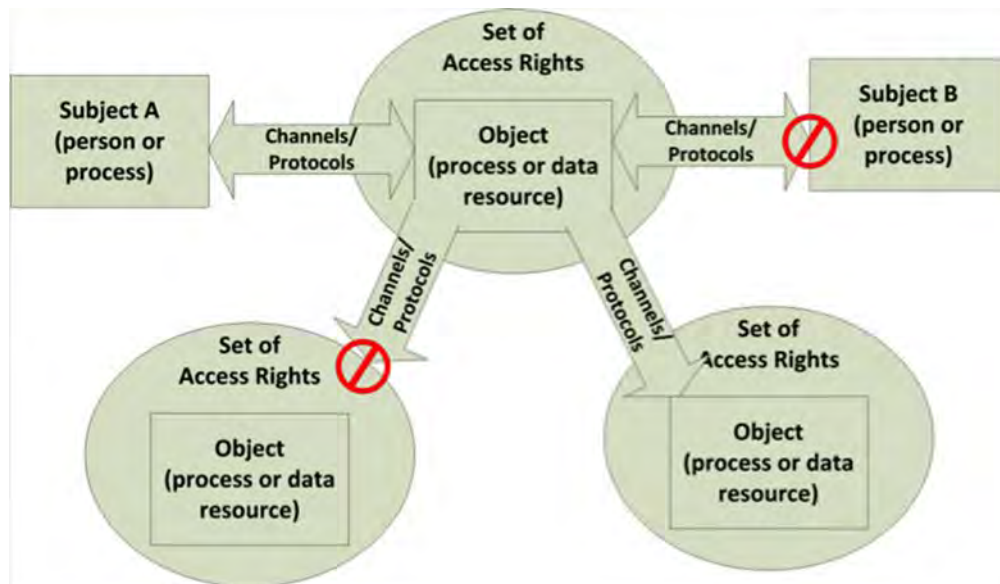 Set of
Access Rights
Subject A
(person or
process)
Channels/
Protocols
Object
(process or data
resource)
Channels/
Protocols
Subject B
(person or
process)
Channels/
Protocols
Channels/
Protocols
Set of
Access Rights
Object
(process or data
resource)
Set of
Access Rights
Object
(process or data
resource)